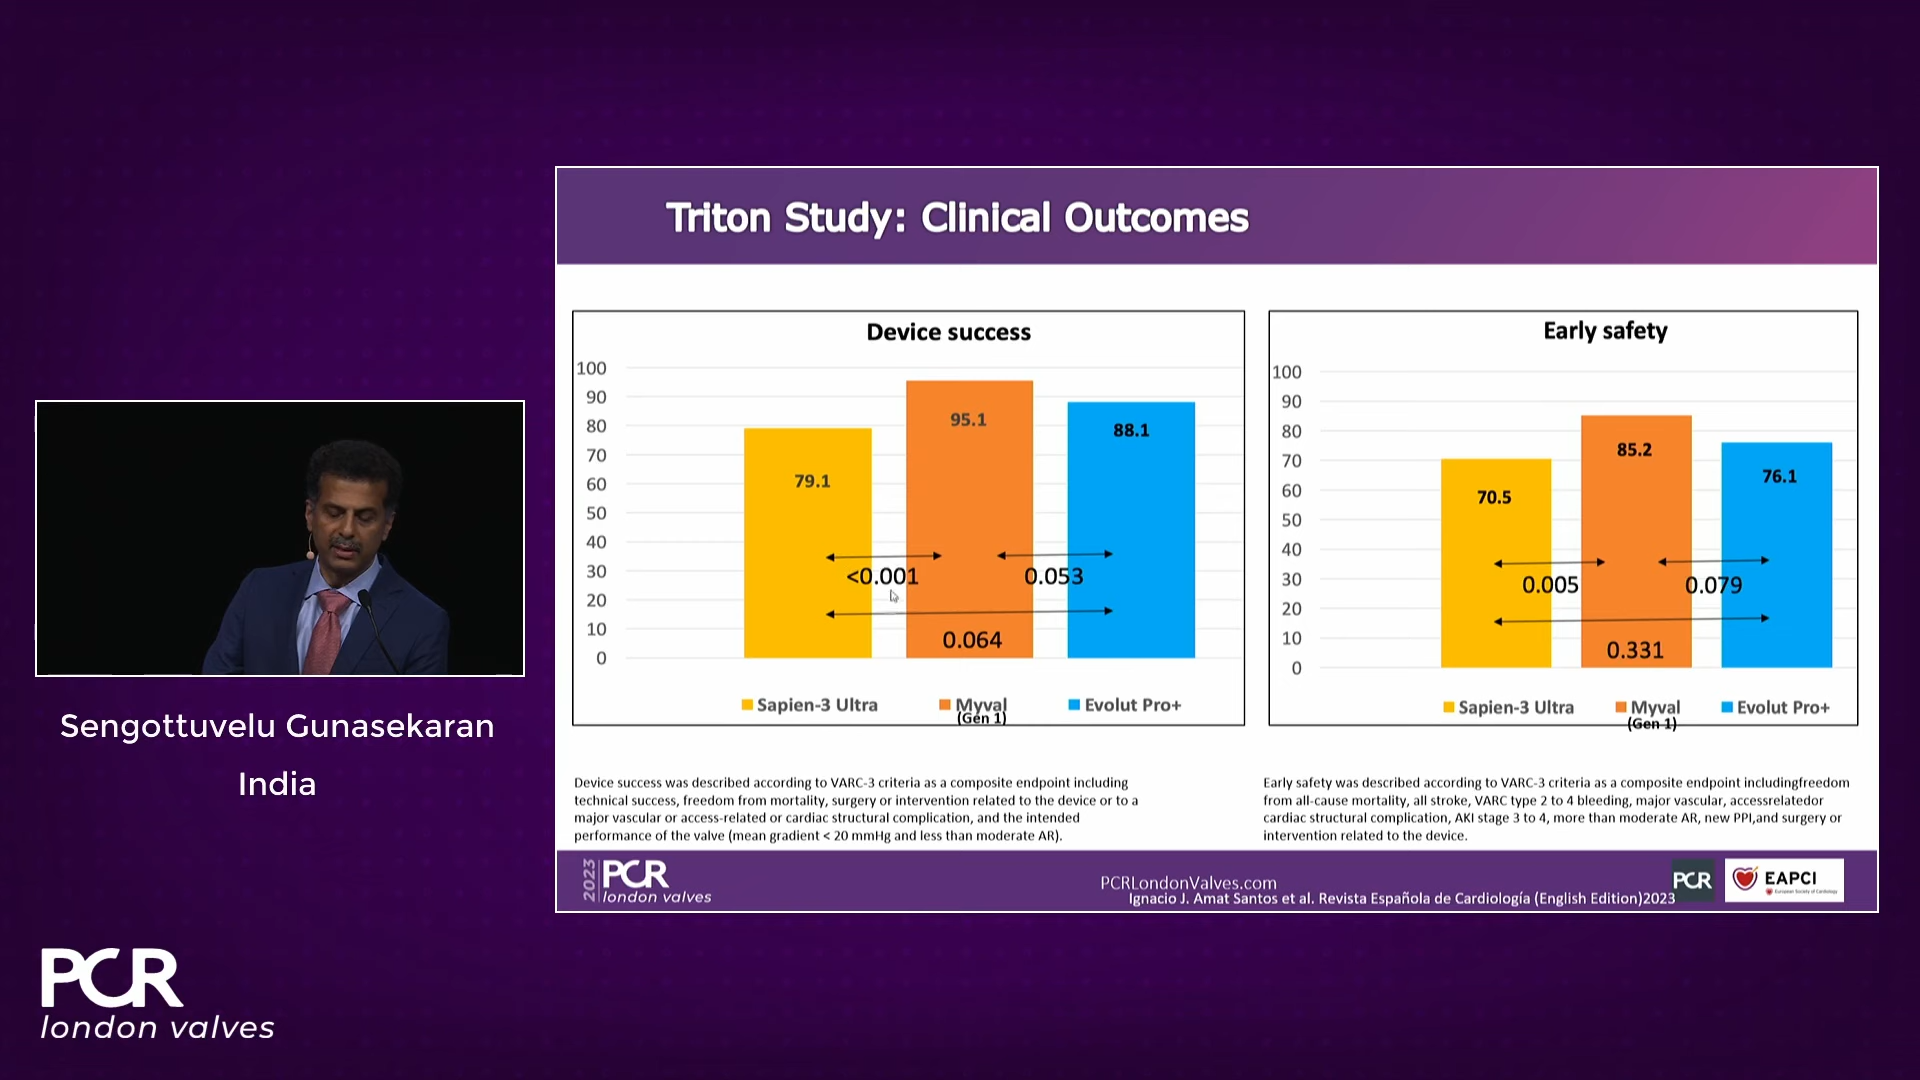 Triton Study: Clinical Outcomes
Device success
100
90
80
70
60
50
40
30
20
10
0
79.1
95.1
88.1
<0.001
0.053
0.064
Sapien-3 Ultra
Myval
(Gen 1)
Evolut Pro+
Early safety
100
90
80
70
60
50
40
30
20
10
0
70.5
85.2
76.1
0.005
0.079
0.331
Sapien-3 Ultra
Myval
(Gen 1)
Evolut Pro+
Device success was described according to VARC-3 criteria as a composite endpoint including
technical success, freedom from mortality, surgery or intervention related to the device or to a
major vascular or access-related or cardiac structural complication, and the intended
performance of the valve (mean gradient < 20 mmHg and less than moderate AR).
Early safety was described according to VARC-3 criteria as a composite endpoint includingfreedom
from all-cause mortality, all stroke, VARC type 2 to 4 bleeding, major vascular, accessrelatedor
cardiac structural complication, AKI stage 3 to 4, more than moderate AR, new PPI,and surgery or
intervention related to the device.
2023
PCR
london valves
PCRLondonValves.com
Ignacio J. Amat Santos et al. Revista Española de Cardiología (English Edition)2023
PCR
EAPCI
European Society of Cardiology
Sengottuvelu Gunasekaran
India
PCR
london valves